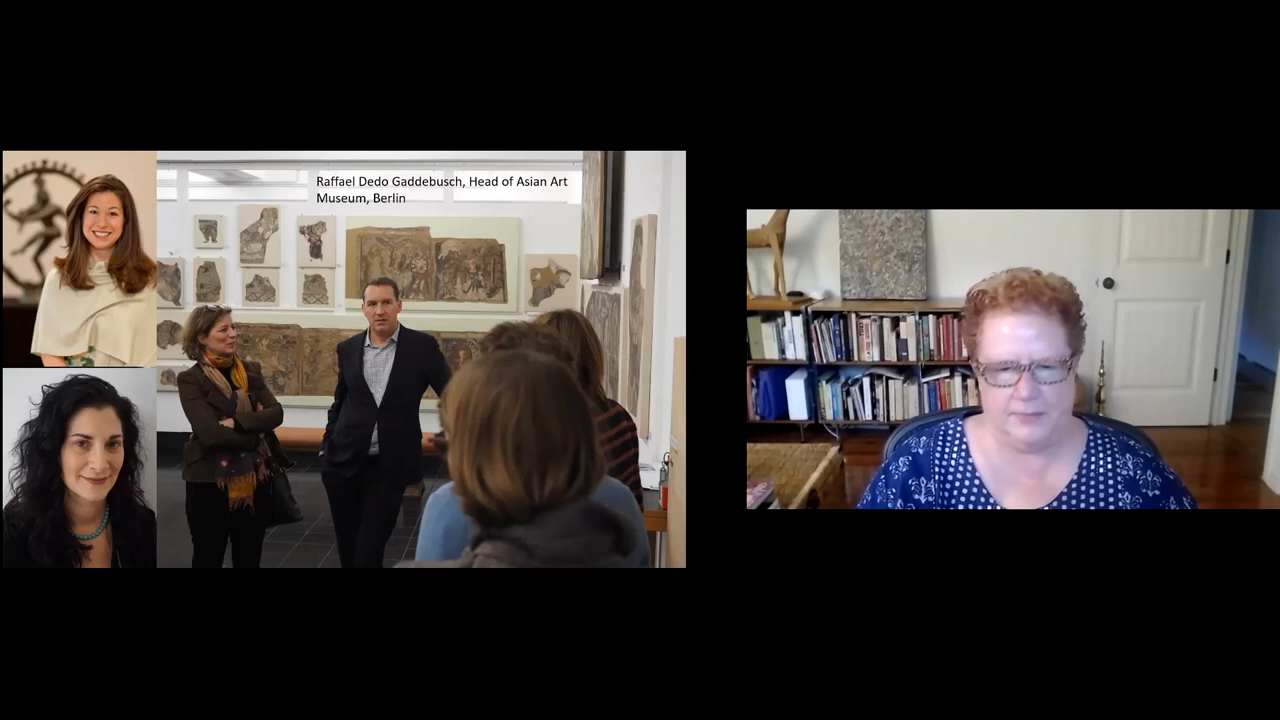 Raffael Dedo Gaddebusch, Head of Asian Art
Museum, Berlin